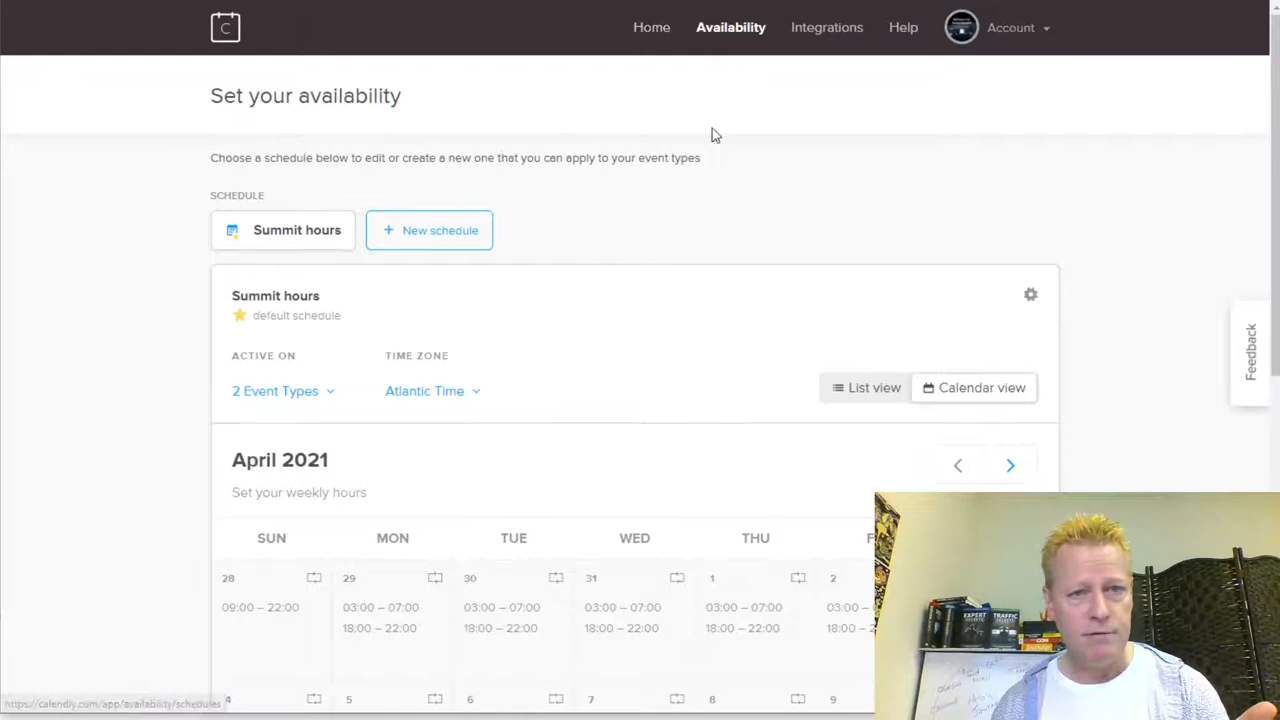 C Home Availability Integrations Help Account
Set your availability
Choose a schedule below to edit or create a new one that you can apply to your event types
SCHEDULE
Summit hours + New schedule
Summit hours
default schedule
ACTIVE ON TIME ZONE
2 Event Types Atlantic Time List view Calendar view
Feedback
April 2021
Set your weekly hours
SUN MON TUE WED THU F
28 29 30 31 1 2
09:00 – 22:00 03:00 – 07:00 03:00 – 07:00 03:00 – 07:00 03:00 – 07:00 03:0
18:00 – 22:00 18:00 – 22:00 18:00 – 22:00 18:00 – 22:00 18:0
4 5 6 7 8 9
https://calendly.com/app/availability/schedules
EXPERT SECRETS TRAFFIC SECRETS